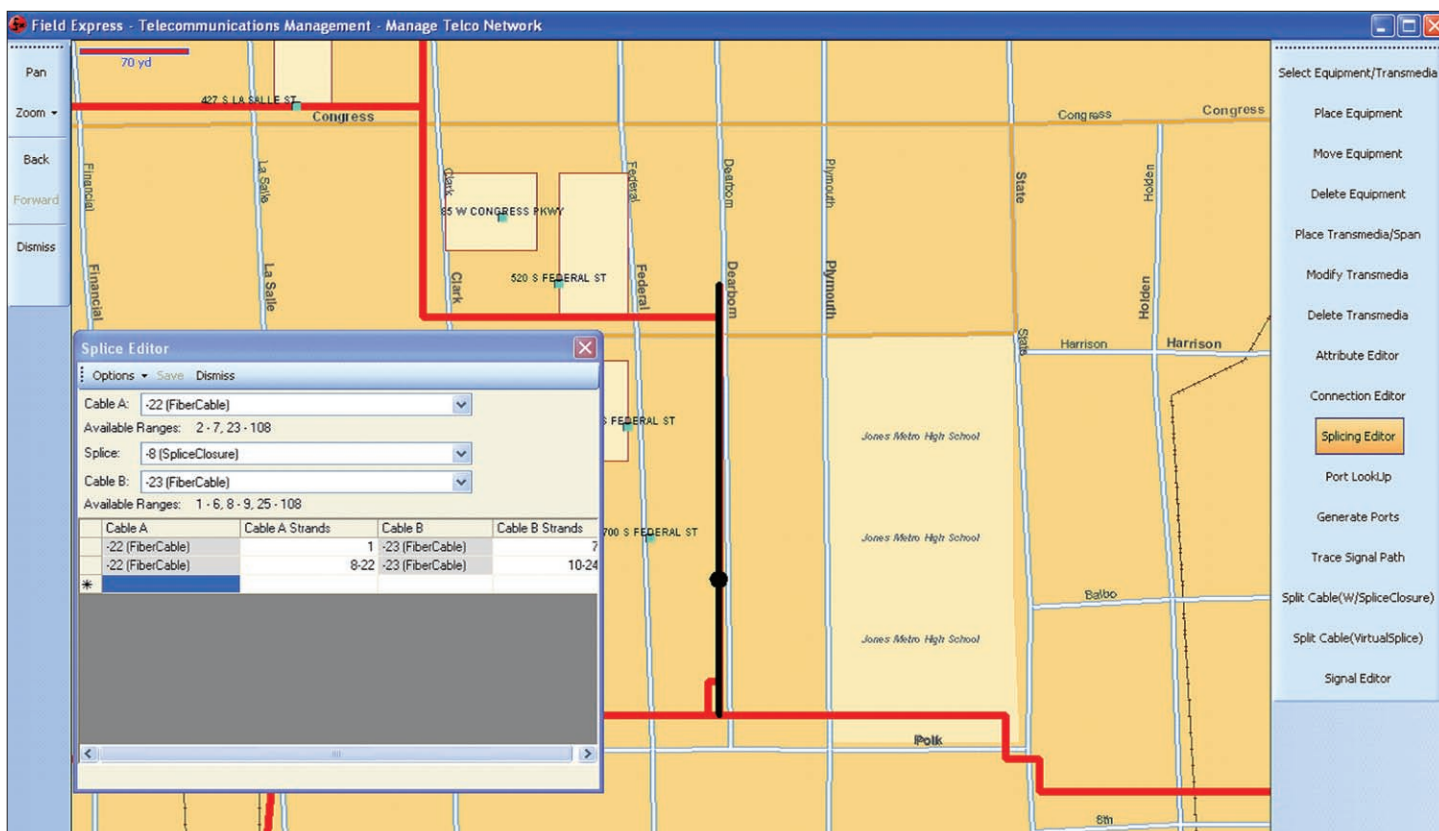 Field Express - Telecommunications Management - Manage Telco Network
Pan
Zoom
Back
Forward
Dismiss
70 yd
427 S LA SALLE ST
Congress
Congress
Congress
Financial
La Salle
Clark
Federal
Dearborn
Plymouth
State
Holden
85 W CONGRESS PKWY
520 S FEDERAL ST
Financial
La Salle
Clark
Federal
Dearborn
Plymouth
State
Holden
Harrison
Harrison
S FEDERAL ST
700 S FEDERAL ST
Jones Metro High School
Jones Metro High School
Jones Metro High School
Balbo
Polk
9th
Splice Editor
Options Save Dismiss
Cable A: -22 (FiberCable)
Available Ranges: 2 - 7, 23 - 108
Splice: -8 (SpliceClosure)
Cable B: -23 (FiberCable)
Available Ranges: 1 - 6, 8 - 9, 25 - 108
Cable A Cable A Strands Cable B Cable B Strands
-22 (FiberCable) 1 -23 (FiberCable) 7
-22 (FiberCable) 8-22 -23 (FiberCable) 10-24
Select Equipment/Transmedia
Place Equipment
Move Equipment
Delete Equipment
Place Transmedia/Span
Modify Transmedia
Delete Transmedia
Attribute Editor
Connection Editor
Splicing Editor
Port LookUp
Generate Ports
Trace Signal Path
Split Cable(W/SpliceClosure)
Split Cable(VirtualSplice)
Signal Editor